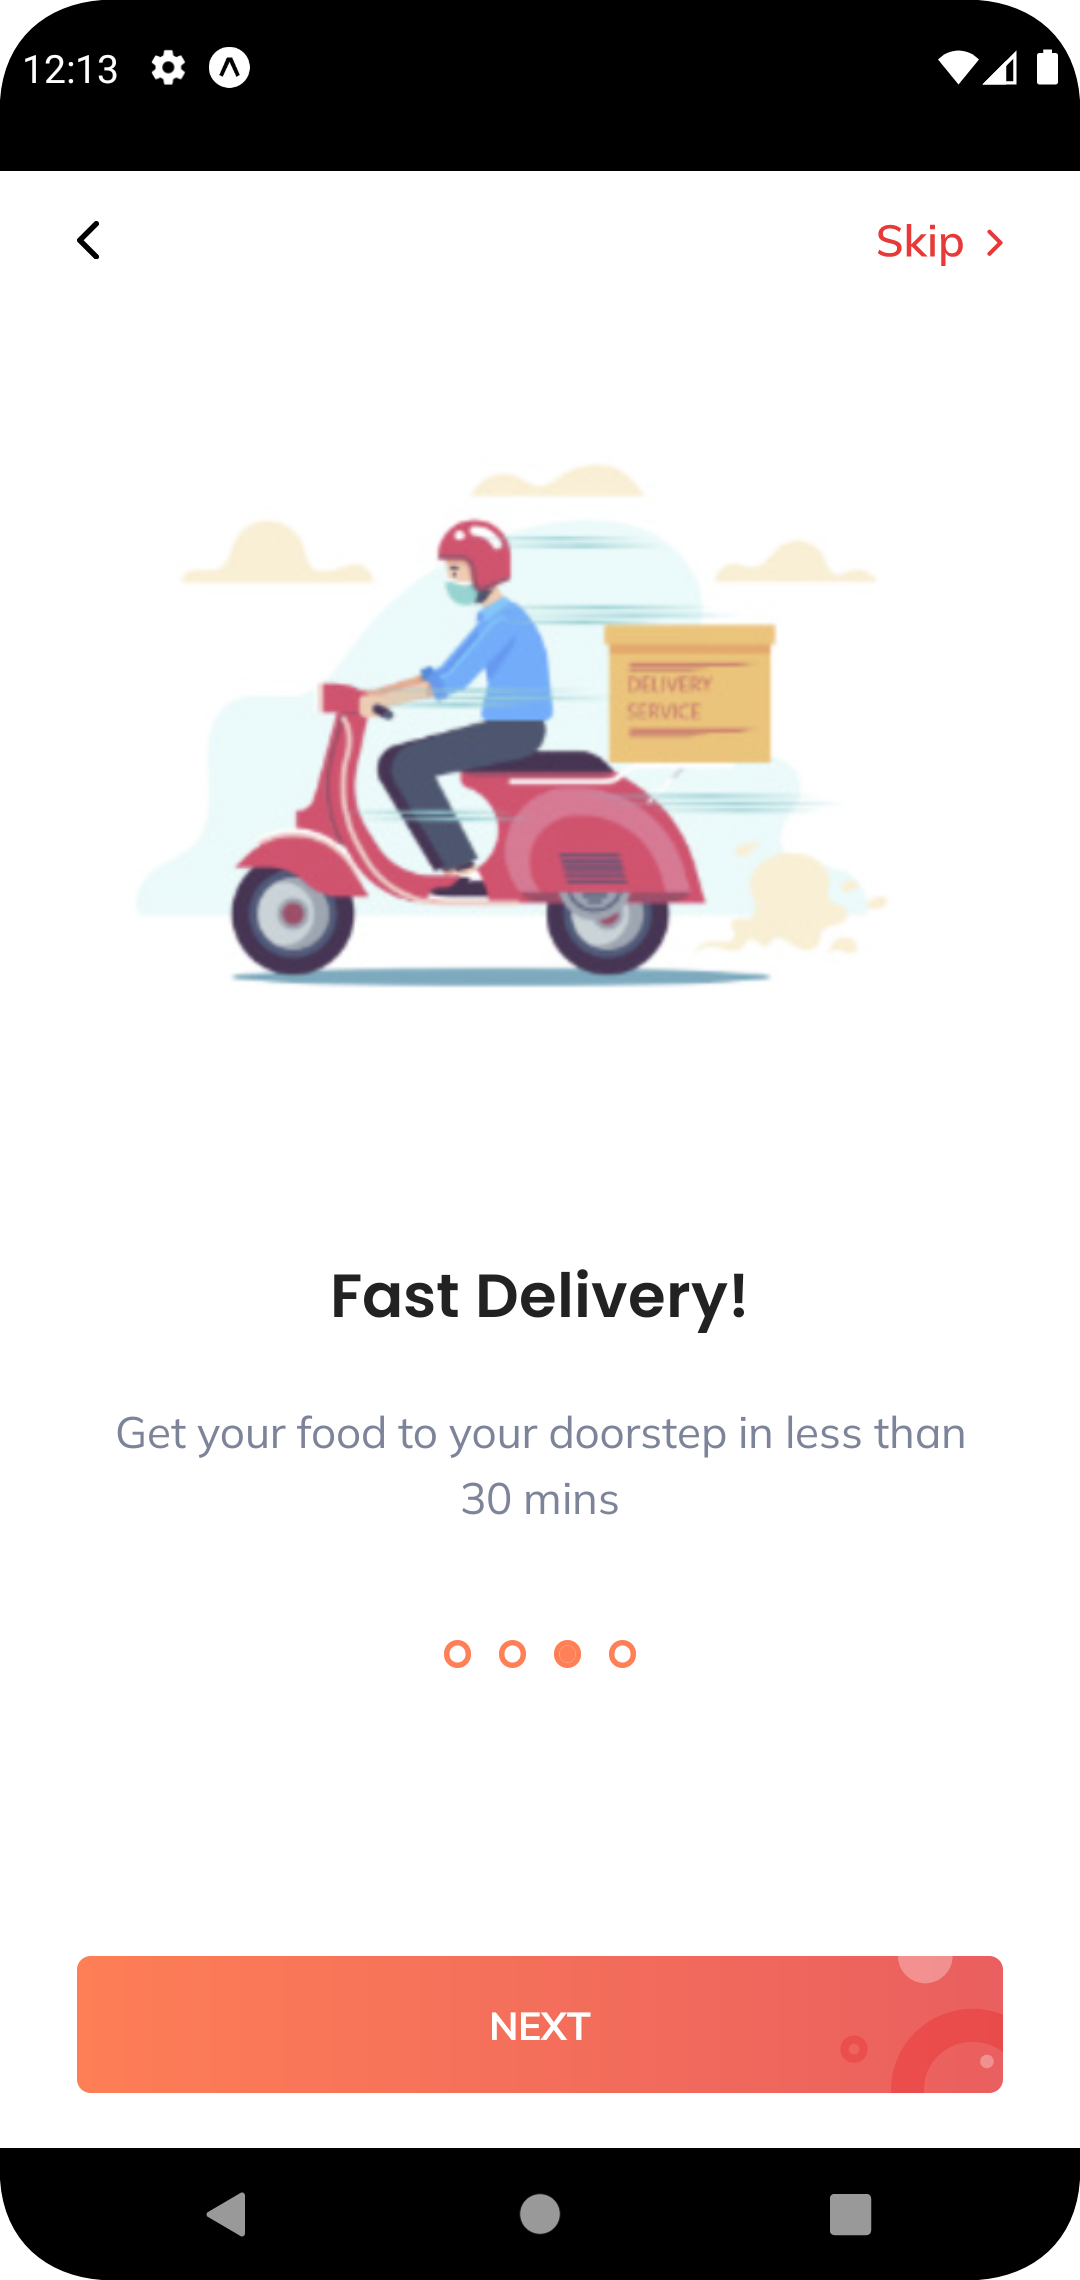 12:13
Skip
DELIVERY
SERVICE
Fast Delivery!
Get your food to your doorstep in less than
30 mins
NEXT